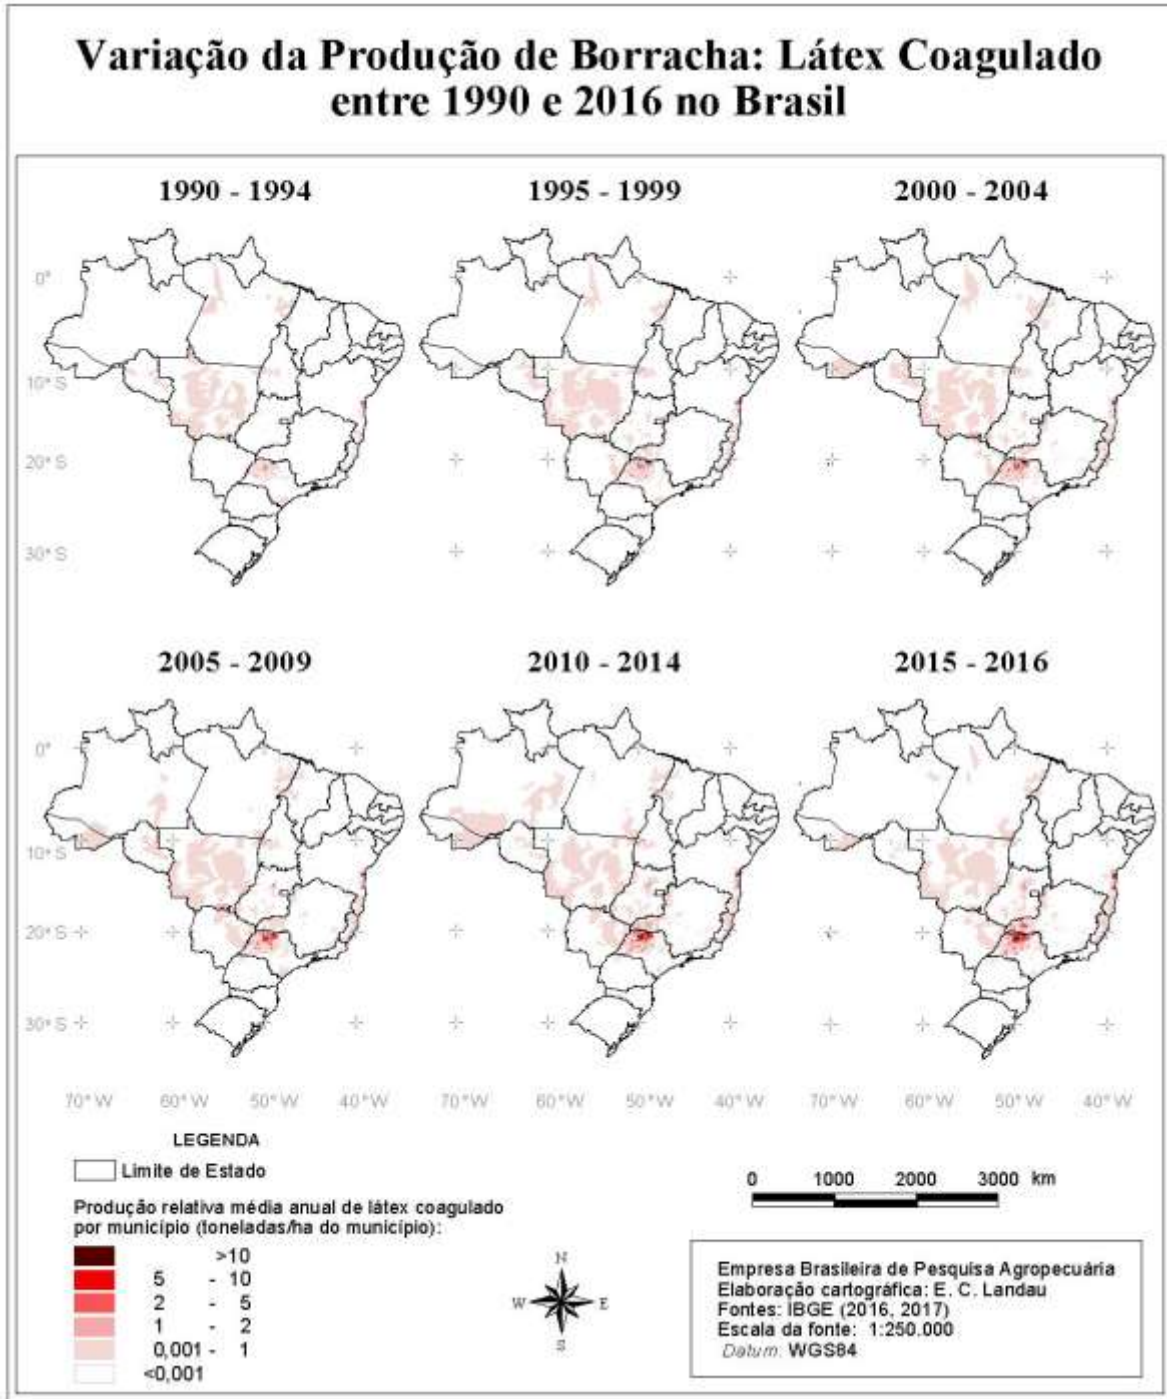 Variação da Produção de Borracha: Látex Coagulado
entre 1990 e 2016 no Brasil
1990 - 1994
1995 - 1999
2000 - 2004
0°
10° S
20° S
30° S
2005 - 2009
2010 - 2014
2015 - 2016
0°
10° S
20° S
30° S
70° W 60° W 50° W 40° W 70° W 60° W 50° W 40° W 70° W 60° W 50° W 40° W
LEGENDA
Limite de Estado
Produção relativa média anual de látex coagulado
por município (toneladas/ha do município):
>10
5 - 10
2 - 5
1 - 2
0,001 - 1
<0,001
N
W E
S
0 1000 2000 3000 km
Empresa Brasileira de Pesquisa Agropecuária
Elaboração cartográfica: E. C. Landau
Fontes: IBGE (2016, 2017)
Escala da fonte: 1:250.000
Datum: WGS84